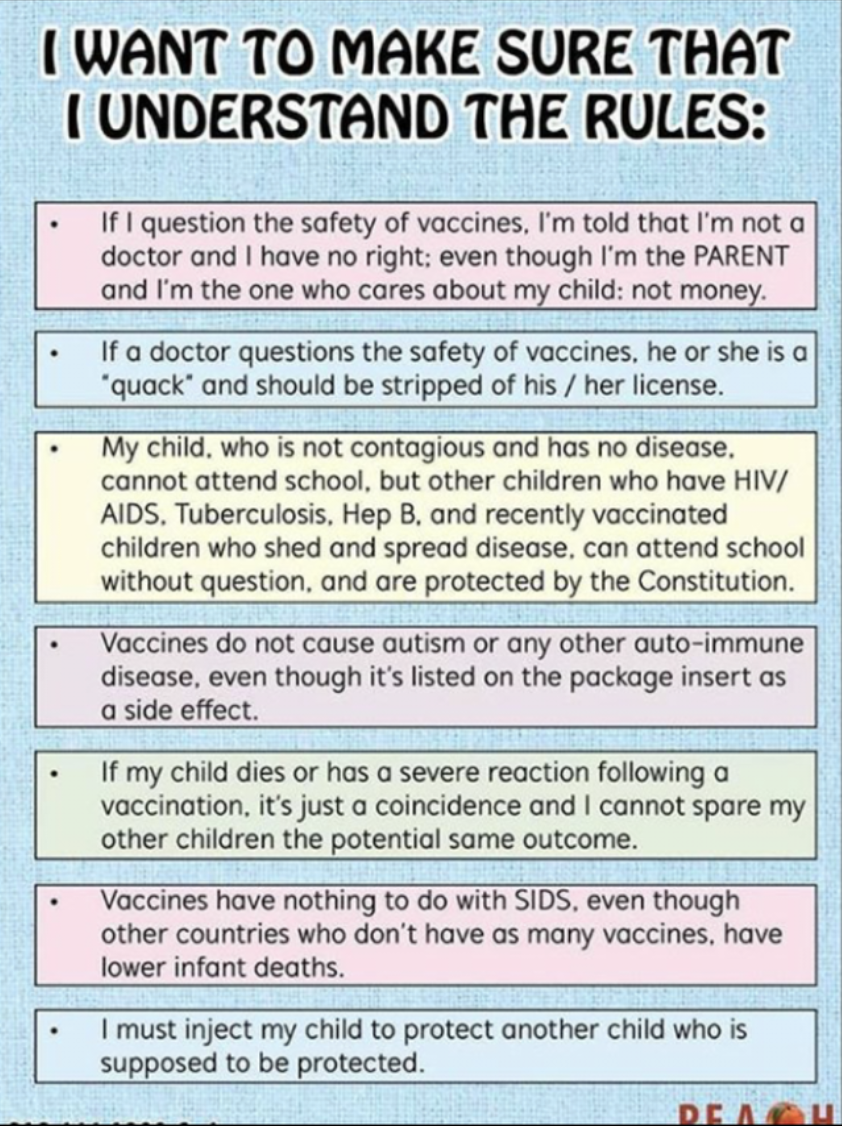 I WANT TO MAKE SURE THAT
I UNDERSTAND THE RULES:
• If I question the safety of vaccines, I'm told that I'm not a
doctor and I have no right; even though I'm the PARENT
and I'm the one who cares about my child; not money.
• If a doctor questions the safety of vaccines, he or she is a
"quack" and should be stripped of his / her license.
• My child, who is not contagious and has no disease,
cannot attend school, but other children who have HIV/
AIDS, Tuberculosis, Hep B, and recently vaccinated
children who shed and spread disease, can attend school
without question, and are protected by the Constitution.
• Vaccines do not cause autism or any other auto-immune
disease, even though it's listed on the package insert as
a side effect.
• If my child dies or has a severe reaction following a
vaccination, it's just a coincidence and I cannot spare my
other children the potential same outcome.
• Vaccines have nothing to do with SIDS, even though
other countries who don't have as many vaccines, have
lower infant deaths.
• I must inject my child to protect another child who is
supposed to be protected.